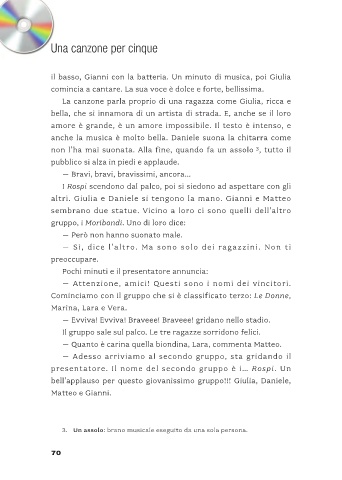 Una canzone per cinque
il basso, Gianni con la batteria. Un minuto di musica, poi Giulia
comincia a cantare. La sua voce è dolce e forte, bellissima.
La canzone parla proprio di una ragazza come Giulia, ricca e
bella, che si innamora di un artista di strada. E, anche se il loro
amore è grande, è un amore impossibile. Il testo è intenso, e
anche la musica è molto bella. Daniele suona la chitarra come
non l'ha mai suonata. Alla fine, quando fa un assolo 3, tutto il
pubblico si alza in piedi e applaude.
— Bravi, bravi, bravissimi, ancora...
I Rospi scendono dal palco, poi si siedono ad aspettare con gli
altri. Giulia e Daniele si tengono la mano. Gianni e Matteo
sembrano due statue. Vicino a loro ci sono quelli dell'altro
gruppo, i Moribondi. Uno di loro dice:
— Però non hanno suonato male.
— Sì, dice l'altro. Ma sono solo dei ragazzini. Non ti
preoccupare.
Pochi minuti e il presentatore annuncia:
— Attenzione, amici! Questi sono i nomi dei vincitori.
Cominciamo con il gruppo che si è classificato terzo: Le Donne,
Marina, Lara e Vera.
— Evviva! Evviva! Braveee! Braveee! gridano nello stadio.
Il gruppo sale sul palco. Le tre ragazze sorridono felici.
— Quanto è carina quella biondina, Lara, commenta Matteo.
— Adesso arriviamo al secondo gruppo, sta gridando il
presentatore. Il nome del secondo gruppo è i... Rospi. Un
bell'applauso per questo giovanissimo gruppo!!! Giulia, Daniele,
Matteo e Gianni.
3. Un assolo: brano musicale eseguito da una sola persona.
70